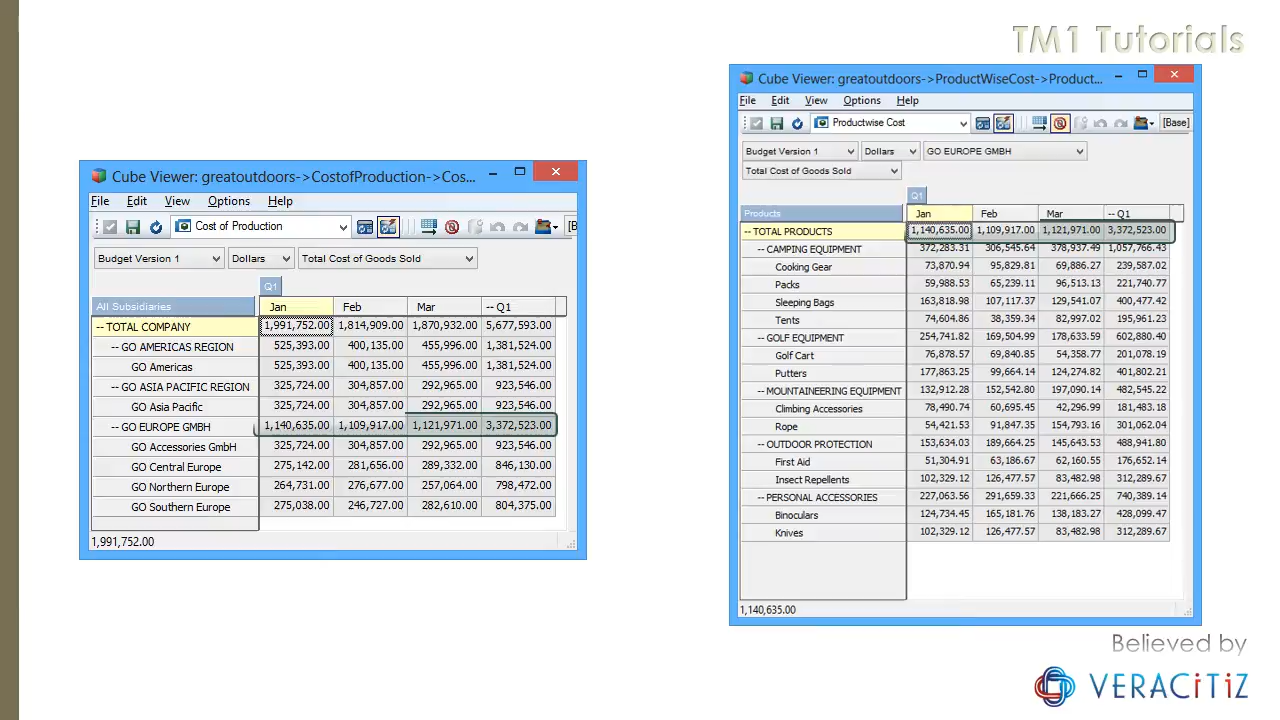 TM1 Tutorials
Cube Viewer: greatoutdoors->CostofProduction->Cos...
File Edit View Options Help
Cost of Production [B
Budget Version 1 Dollars Total Cost of Goods Sold
Q1
All Subsidiaries Jan Feb Mar -- Q1
-- TOTAL COMPANY 1,991,752.00 1,814,909.00 1,870,932.00 5,677,593.00
-- GO AMERICAS REGION 525,393.00 400,135.00 455,996.00 1,381,524.00
GO Americas 525,393.00 400,135.00 455,996.00 1,381,524.00
-- GO ASIA PACIFIC REGION 325,724.00 304,857.00 292,965.00 923,546.00
GO Asia Pacific 325,724.00 304,857.00 292,965.00 923,546.00
-- GO EUROPE GMBH 1,140,635.00 1,109,917.00 1,121,971.00 3,372,523.00
GO Accessories GmbH 325,724.00 304,857.00 292,965.00 923,546.00
GO Central Europe 275,142.00 281,656.00 289,332.00 846,130.00
GO Northern Europe 264,731.00 276,677.00 257,064.00 798,472.00
GO Southern Europe 275,038.00 246,727.00 282,610.00 804,375.00
1,991,752.00
Cube Viewer: greatoutdoors->ProductWiseCost->Product...
File Edit View Options Help
Productwise Cost [Base]
Budget Version 1 Dollars GO EUROPE GMBH
Total Cost of Goods Sold
Q1
Products Jan Feb Mar -- Q1
-- TOTAL PRODUCTS 1,140,635.00 1,109,917.00 1,121,971.00 3,372,523.00
-- CAMPING EQUIPMENT 372,283.31 306,545.64 378,937.49 1,057,766.43
Cooking Gear 73,870.94 95,829.81 69,886.27 239,587.02
Packs 59,988.53 65,239.11 96,513.13 221,740.77
Sleeping Bags 163,818.98 107,117.37 129,541.07 400,477.42
Tents 74,604.86 38,359.34 82,997.02 195,961.23
-- GOLF EQUIPMENT 254,741.82 169,504.99 178,633.59 602,880.40
Golf Cart 76,878.57 69,840.85 54,358.77 201,078.19
Putters 177,863.25 99,664.14 124,274.82 401,802.21
-- MOUNTAINEERING EQUIPMENT 132,912.28 152,542.80 197,090.14 482,545.22
Climbing Accessories 78,490.74 60,695.45 42,296.99 181,483.18
Rope 54,421.53 91,847.35 154,793.16 301,062.04
-- OUTDOOR PROTECTION 153,634.03 189,664.25 145,643.53 488,941.80
First Aid 51,304.91 63,186.67 62,160.55 176,652.14
Insect Repellents 102,329.12 126,477.57 83,482.98 312,289.67
-- PERSONAL ACCESSORIES 227,063.56 291,659.33 221,666.25 740,389.14
Binoculars 124,734.45 165,181.76 138,183.27 428,099.47
Knives 102,329.12 126,477.57 83,482.98 312,289.67
1,140,635.00
Believed by
VERACITIZ